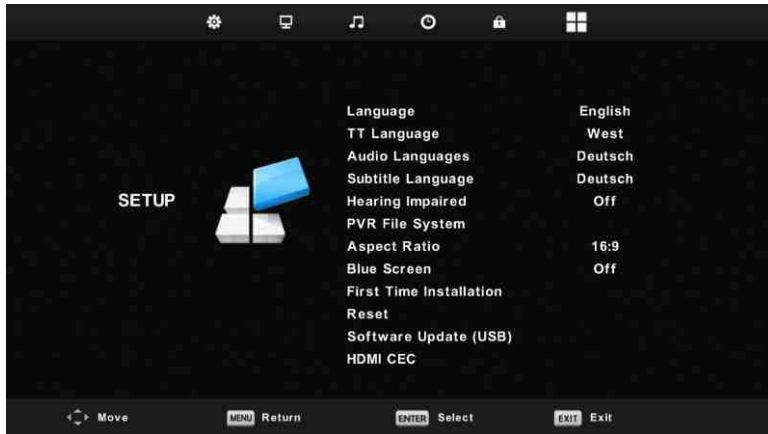 Language English
TT Language West
Audio Languages Deutsch
Subtitle Language Deutsch
SETUP
Hearing Impaired Off
PVR File System
Aspect Ratio 16:9
Blue Screen Off
First Time Installation
Reset
Software Update (USB)
HDMI CEC
Move MENU Return ENTER Select EXIT Exit